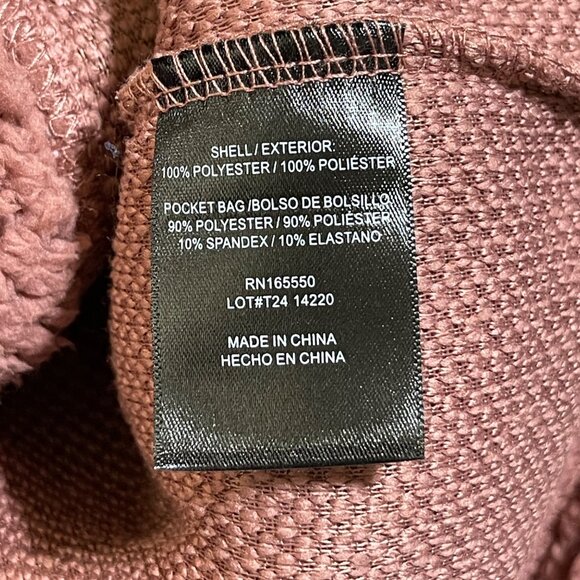 SHELL/EXTERIOR:
100% POLYESTER / 100% POLIÉSTER
POCKET BAG /BOLSO DE BOLSILLO
90% POLYESTER / 90% POLIÉSTER
10% SPANDEX / 10% ELASTANO
RN165550
LOT#T24 14220
MADE IN CHINA
HECHO EN CHINA